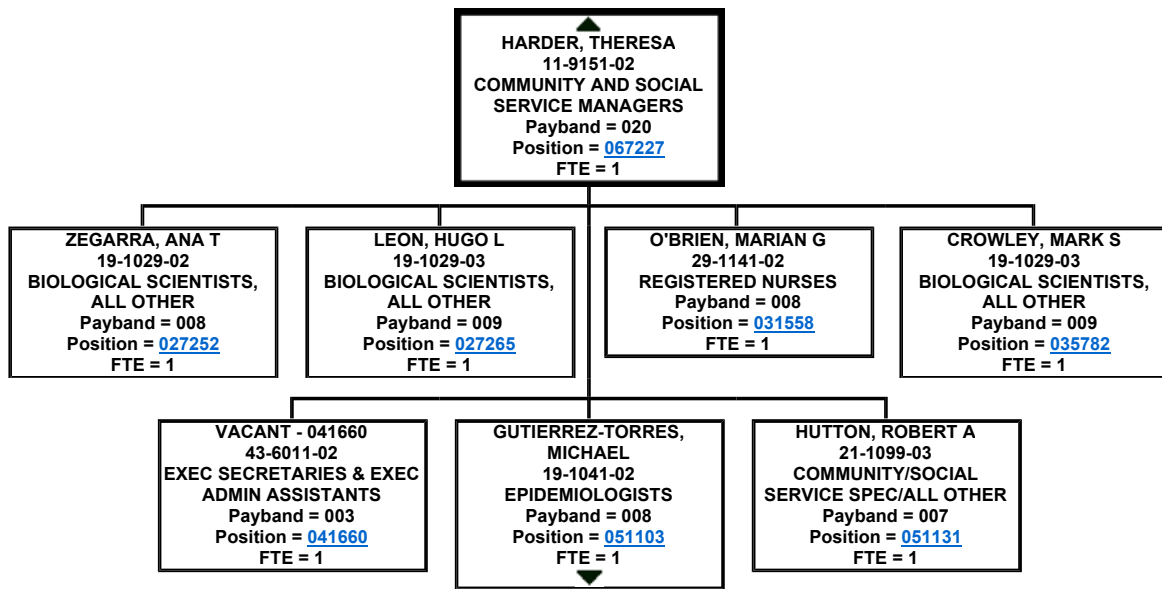 HARDER, THERESA
11-9151-02
COMMUNITY AND SOCIAL
SERVICE MANAGERS
Payband = 020
Position = 067227
FTE = 1
ZEGARRA, ANA T
19-1029-02
BIOLOGICAL SCIENTISTS,
ALL OTHER
Payband = 008
Position = 027252
FTE = 1
LEON, HUGO L
19-1029-03
BIOLOGICAL SCIENTISTS,
ALL OTHER
Payband = 009
Position = 027265
FTE = 1
O'BRIEN, MARIAN G
29-1141-02
REGISTERED NURSES
Payband = 008
Position = 031558
FTE = 1
CROWLEY, MARK S
19-1029-03
BIOLOGICAL SCIENTISTS,
ALL OTHER
Payband = 009
Position = 035782
FTE = 1
VACANT - 041660
43-6011-02
EXEC SECRETARIES & EXEC
ADMIN ASSISTANTS
Payband = 003
Position = 041660
FTE = 1
GUTIERREZ-TORRES,
MICHAEL
19-1041-02
EPIDEMIOLOGISTS
Payband = 008
Position = 051103
FTE = 1
HUTTON, ROBERT A
21-1099-03
COMMUNITY/SOCIAL
SERVICE SPEC/ALL OTHER
Payband = 007
Position = 051131
FTE = 1